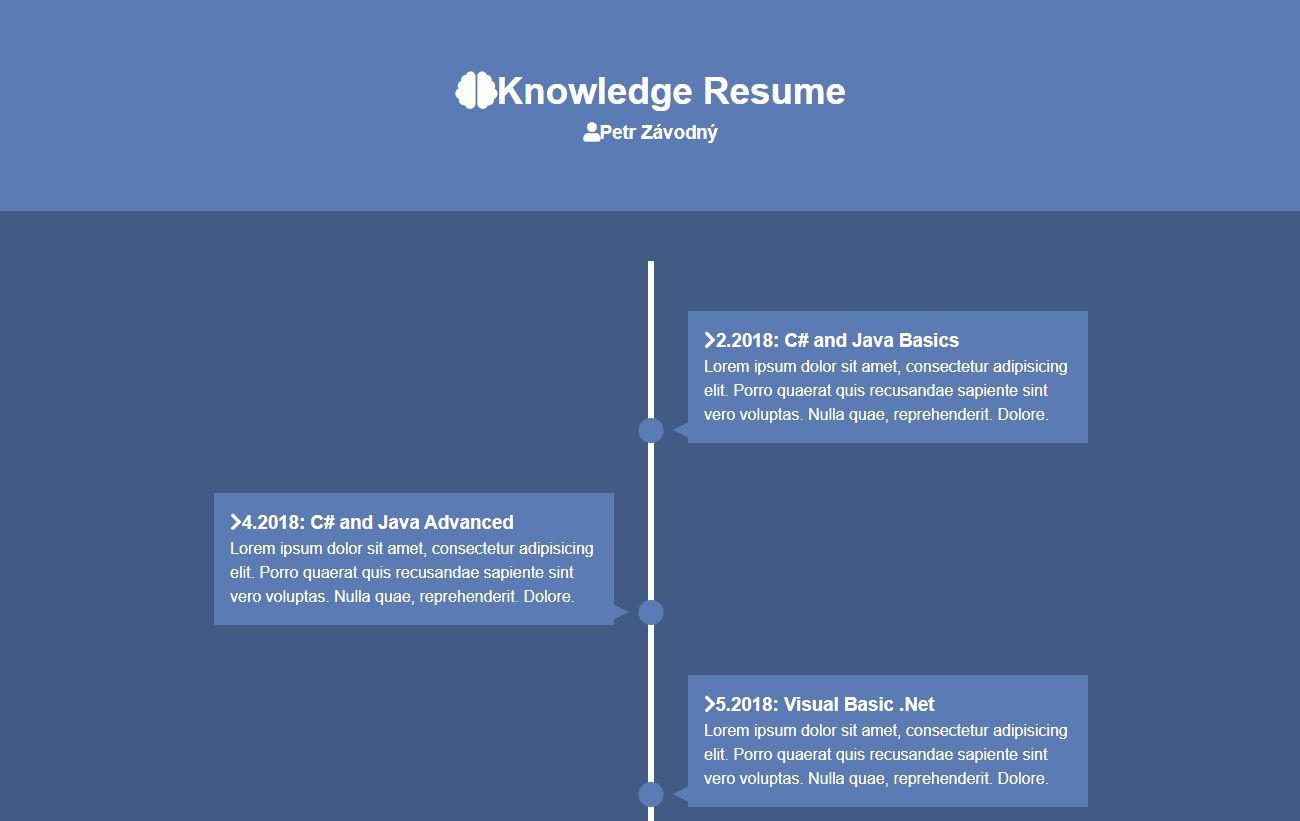 Knowledge Resume
Petr Závodný
2.2018: C# and Java Basics
Lorem ipsum dolor sit amet, consectetur adipisicing
elit. Porro quaerat quis recusandae sapiente sint
vero voluptas. Nulla quae, reprehenderit. Dolore.
4.2018: C# and Java Advanced
Lorem ipsum dolor sit amet, consectetur adipisicing
elit. Porro quaerat quis recusandae sapiente sint
vero voluptas. Nulla quae, reprehenderit. Dolore.
5.2018: Visual Basic .Net
Lorem ipsum dolor sit amet, consectetur adipisicing
elit. Porro quaerat quis recusandae sapiente sint
vero voluptas. Nulla quae, reprehenderit. Dolore.